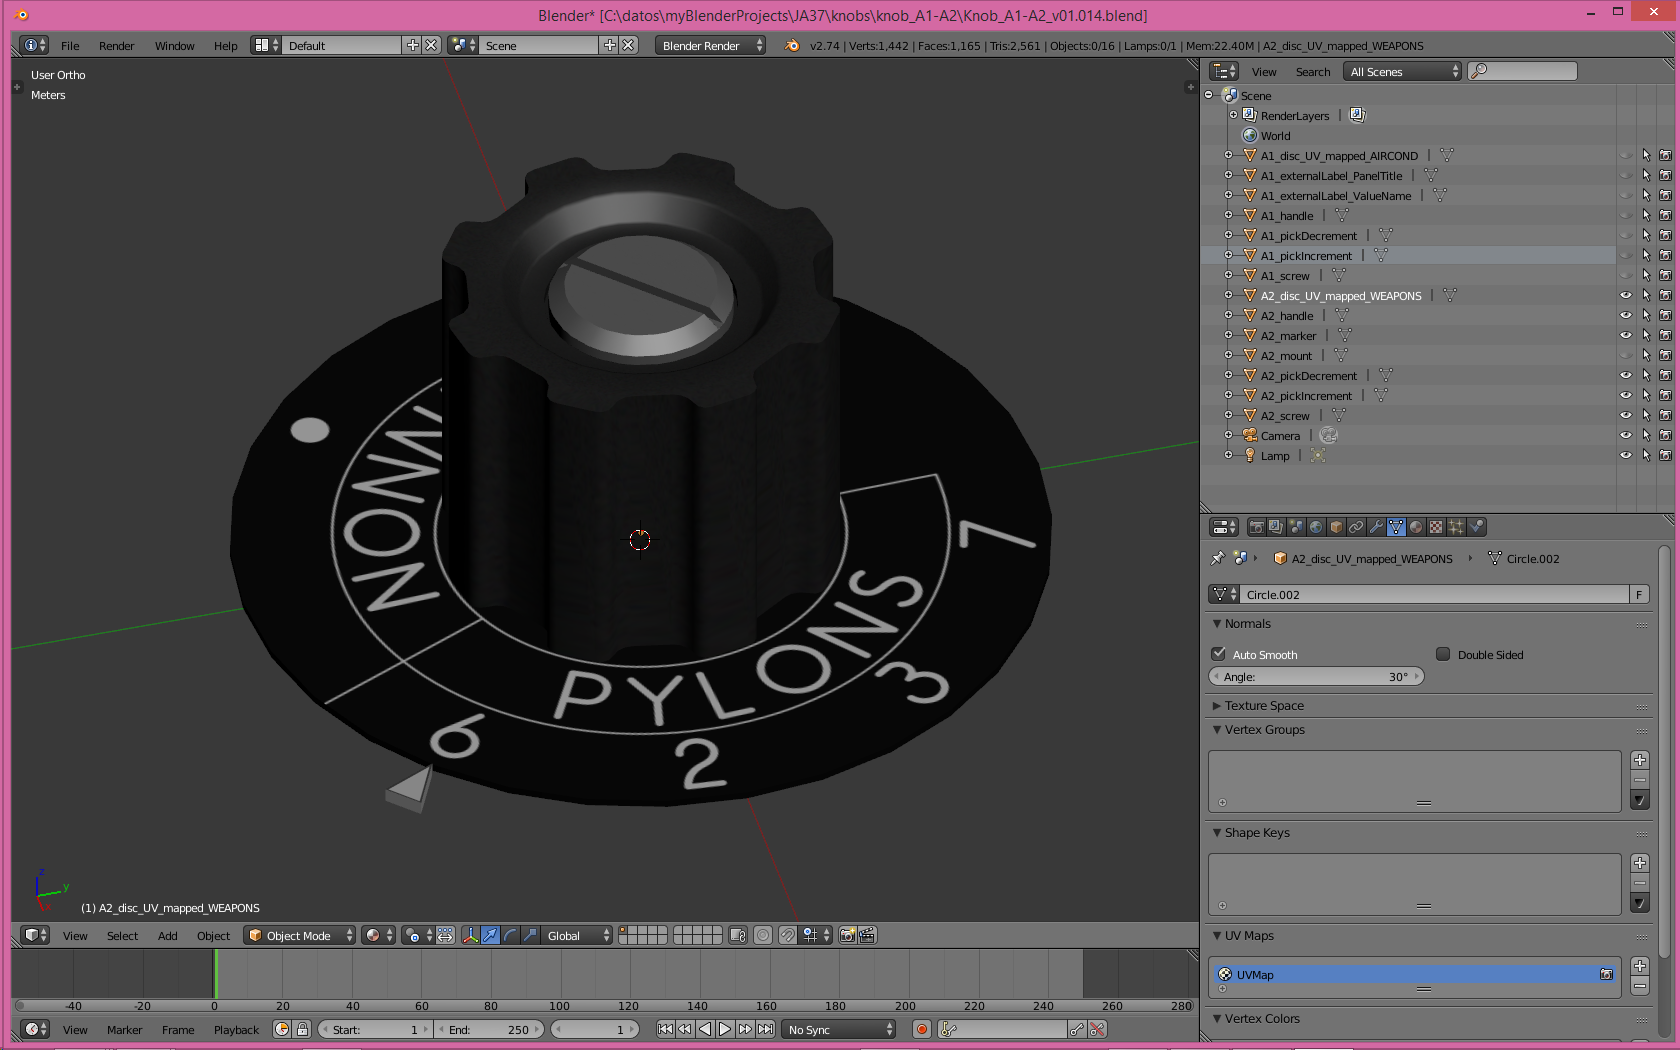 Blender* [C:\datos\myBlenderProjects\JA37\knobs\knob_A1-A2\Knob_A1-A2_v01.014.blend]
File Render Window Help Default Scene Blender Render v2.74 | Verts:1,442 | Faces:1,165 | Tris:2,561 | Objects:0/16 | Lamps:0/1 | Mem:22.40M | A2_disc_UV_mapped_WEAPONS
User Ortho
Meters
NONW
PYLONS
6
2
3
7
z
y
x
(1) A2_disc_UV_mapped_WEAPONS
View Select Add Object Object Mode Global
-40 -20 0 20 40 60 80 100 120 140 160 180 200 220 240 260 280
View Marker Frame Playback Start: 1 End: 250 1 No Sync
View Search All Scenes
Scene
RenderLayers
World
A1_disc_UV_mapped_AIRCOND
A1_externalLabel_PanelTitle
A1_externalLabel_ValueName
A1_handle
A1_pickDecrement
A1_pickIncrement
A1_screw
A2_disc_UV_mapped_WEAPONS
A2_handle
A2_marker
A2_mount
A2_pickDecrement
A2_pickIncrement
A2_screw
Camera
Lamp
A2_disc_UV_mapped_WEAPONS Circle.002
Circle.002 F
Normals
Auto Smooth Double Sided
Angle: 30°
Texture Space
Vertex Groups
Shape Keys
UV Maps
UVMap
Vertex Colors